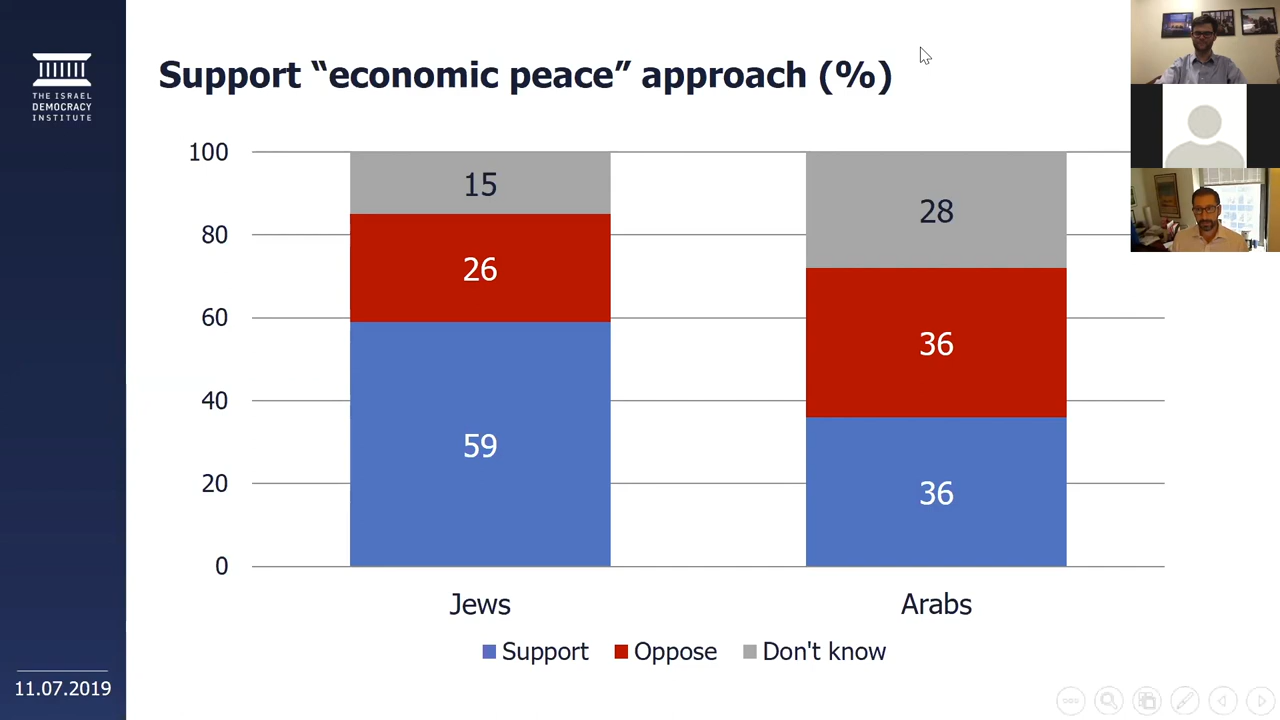 THE ISRAEL
DEMOCRACY
INSTITUTE
Support “economic peace” approach (%)
100
80
60
40
20
0
15
26
59
28
36
36
Jews
Arabs
Support
Oppose
Don't know
11.07.2019